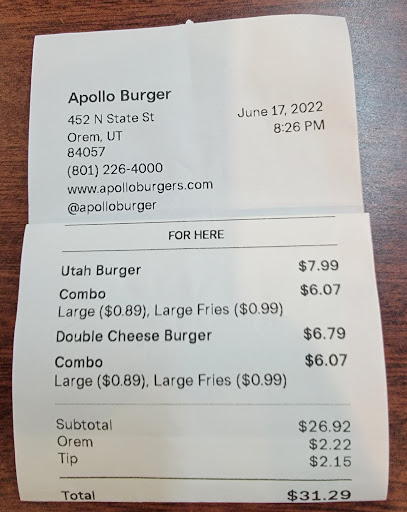 Apollo Burger
452 N State St
June 17, 2022
Orem, UT
8:26 PM
84057
(801) 226-4000
www.apolloburgers.com
@apolloburger
FOR HERE
Utah Burger $7.99
Combo $6.07
Large ($0.89), Large Fries ($0.99)
Double Cheese Burger $6.79
Combo $6.07
Large ($0.89), Large Fries ($0.99)
Subtotal $26.92
Orem $2.22
Tip $2.15
Total $31.29